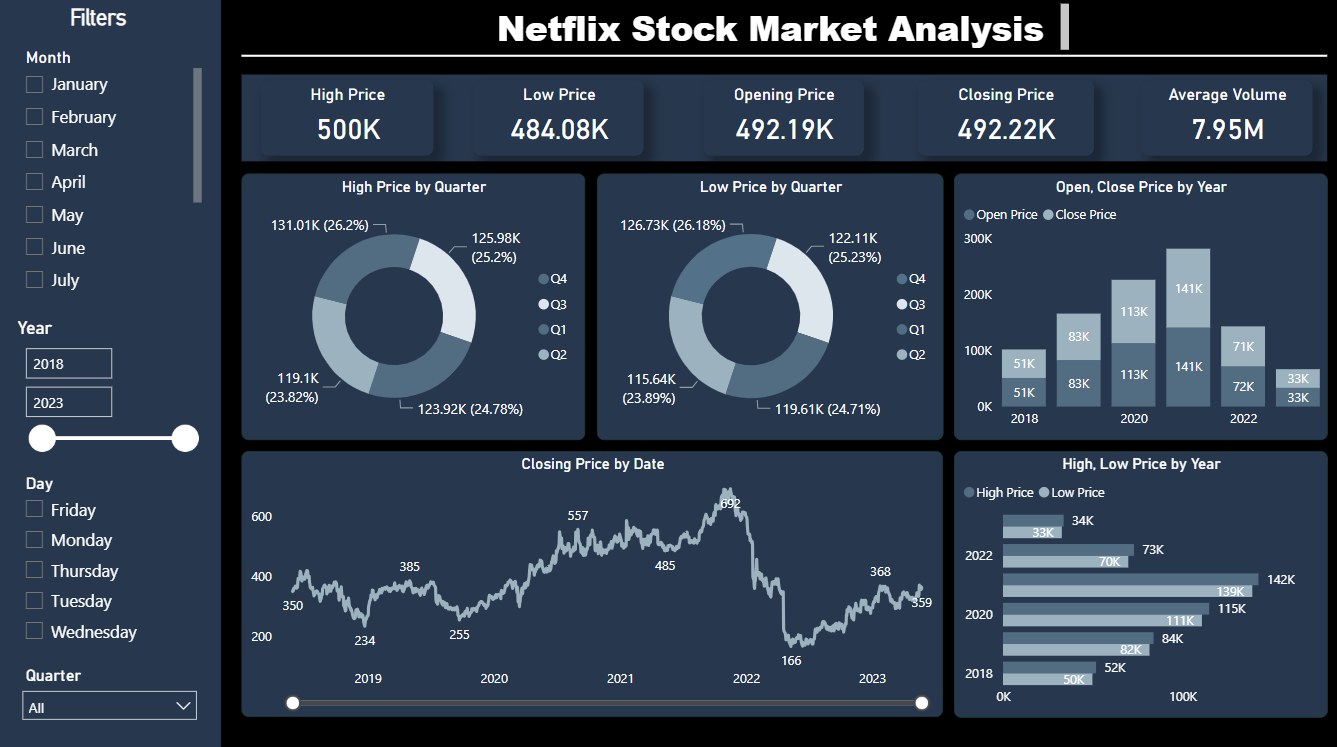 Filters
Month
January
February
March
April
May
June
July
Year
2018
2023
Day
Friday
Monday
Thursday
Tuesday
Wednesday
Quarter
All
Netflix Stock Market Analysis
High Price
500K
Low Price
484.08K
Opening Price
492.19K
Closing Price
492.22K
Average Volume
7.95M
High Price by Quarter
131.01K (26.2%)
125.98K
(25.2%)
119.1K
(23.82%)
123.92K (24.78%)
Q4
Q3
Q1
Q2
Low Price by Quarter
126.73K (26.18%)
122.11K
(25.23%)
115.64K
(23.89%)
119.61K (24.71%)
Q4
Q3
Q1
Q2
Open, Close Price by Year
Open Price Close Price
300K
200K
100K
0K
51K
51K
83K
83K
113K
113K
141K
141K
71K
72K
33K
33K
2018 2020 2022
Closing Price by Date
600
400
200
350
234
385
255
557
485
692
166
368
359
2019 2020 2021 2022 2023
High, Low Price by Year
High Price Low Price
34K
33K
2022
73K
70K
142K
139K
2020
115K
111K
84K
82K
2018
52K
50K
0K 100K